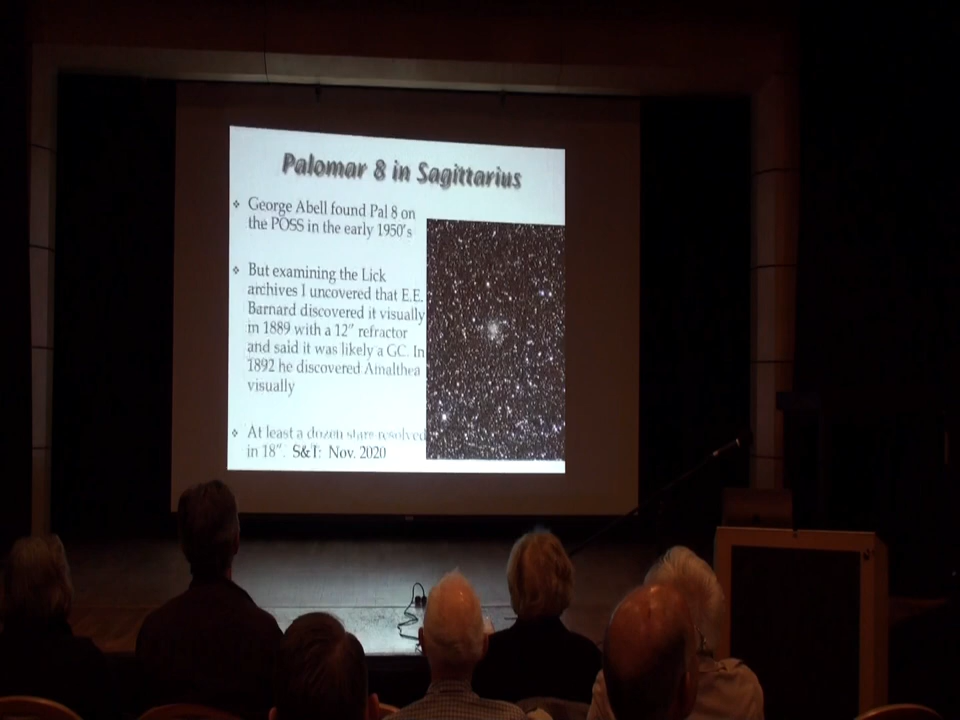 Palomar 8 in Sagittarius
❖ George Abell found Pal 8 on
the POSS in the early 1950's
❖ But examining the Lick
archives I uncovered that E.E.
Barnard discovered it visually
in 1889 with a 12" refractor
and said it was likely a GC. In
1892 he discovered Amalthea
visually
❖ At least a dozen stars resolved
in 18". S&T: Nov. 2020